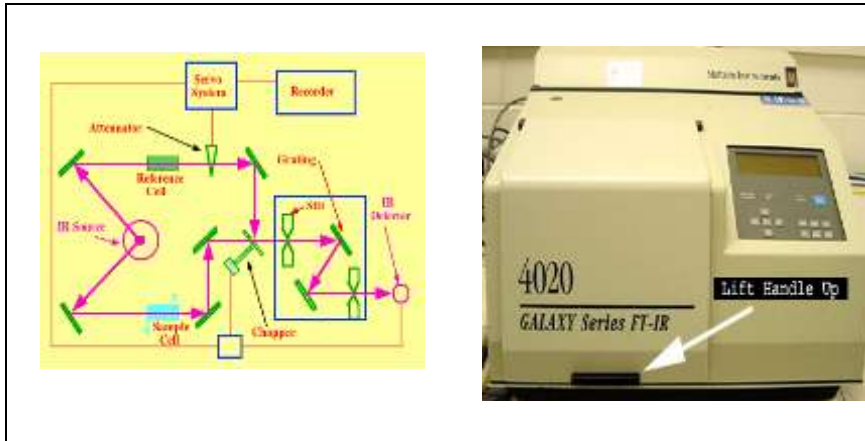 Servo
System
Recorder
Attenuator
Reference
Cell
Grating
Slit
IR
Detector
IR Source
Sample
Cell
Chopper
4020
GALAXY Series FT-IR
Lift Handle Up